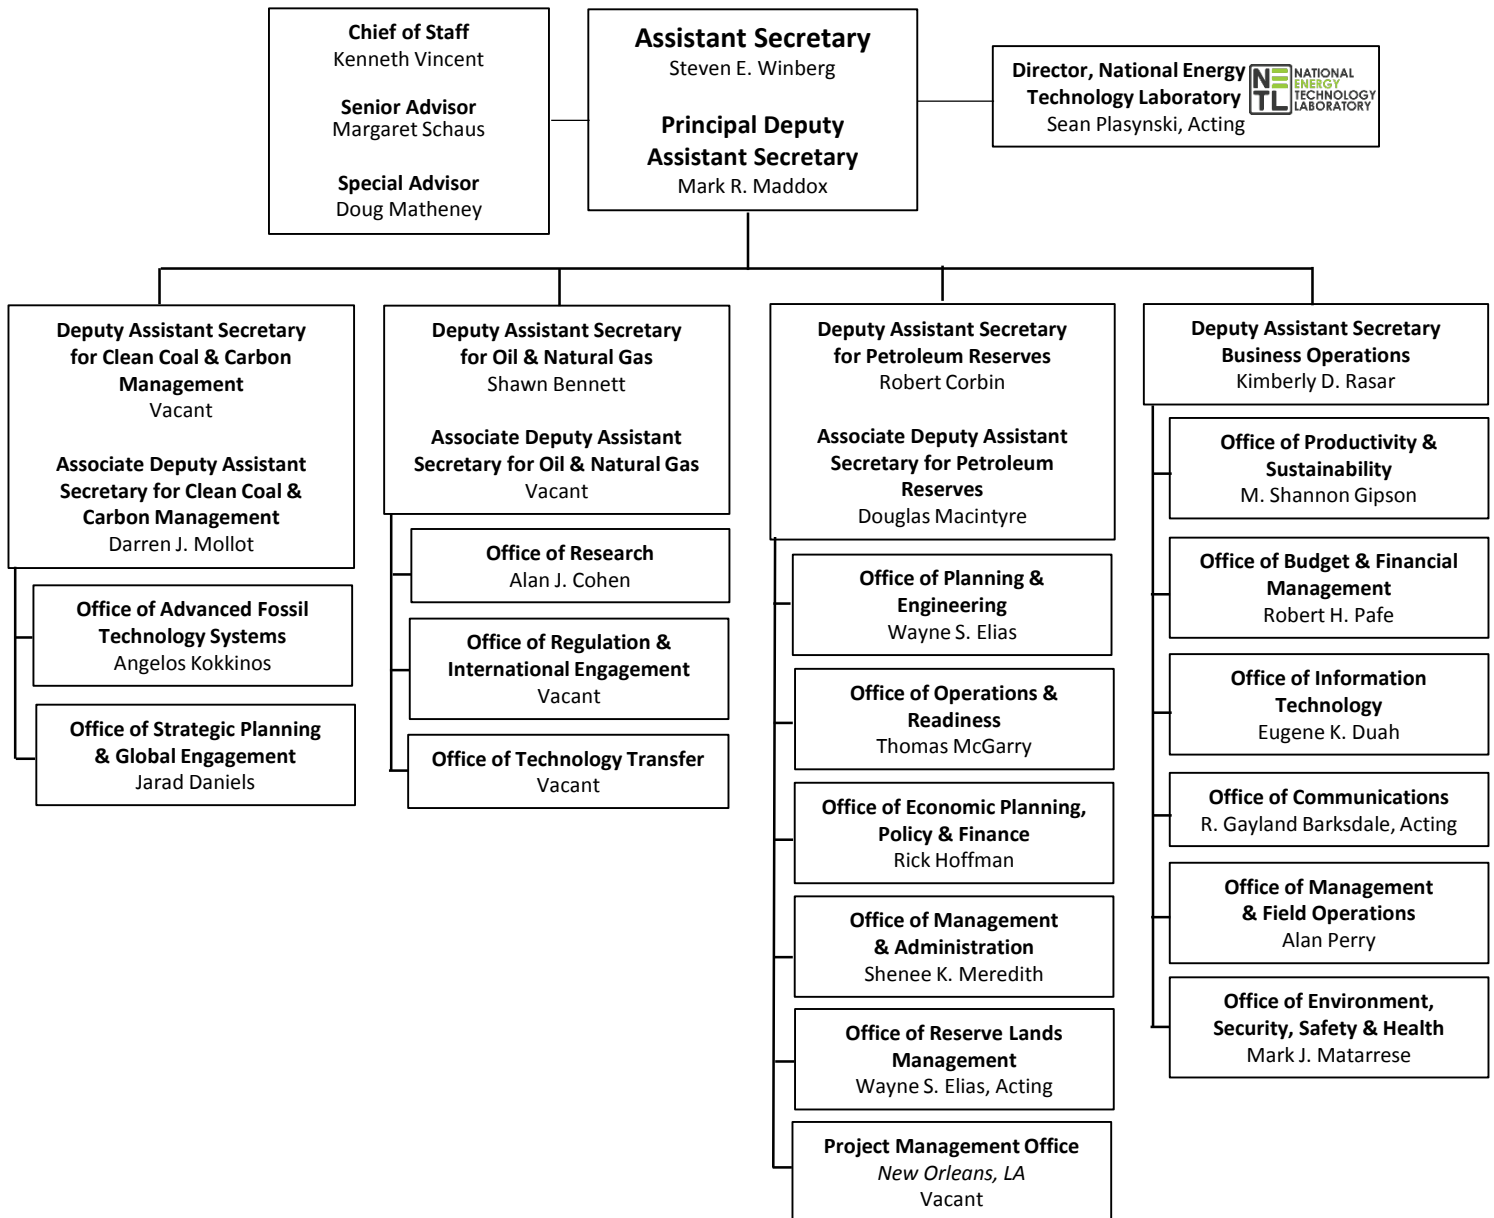 Chief of Staff
Kenneth Vincent
Senior Advisor
Margaret Schaus
Special Advisor
Doug Matheney
Assistant Secretary
Steven E. Winberg
Principal Deputy
Assistant Secretary
Mark R. Maddox
Director, National Energy
Technology Laboratory
Sean Plasynski, Acting
NE
TL
NATIONAL
ENERGY
TECHNOLOGY
LABORATORY
Deputy Assistant Secretary
for Clean Coal & Carbon
Management
Vacant
Associate Deputy Assistant
Secretary for Clean Coal &
Carbon Management
Darren J. Mollot
Office of Advanced Fossil
Technology Systems
Angelos Kokkinos
Office of Strategic Planning
& Global Engagement
Jarad Daniels
Deputy Assistant Secretary
for Oil & Natural Gas
Shawn Bennett
Associate Deputy Assistant
Secretary for Oil & Natural Gas
Vacant
Office of Research
Alan J. Cohen
Office of Regulation &
International Engagement
Vacant
Office of Technology Transfer
Vacant
Deputy Assistant Secretary
for Petroleum Reserves
Robert Corbin
Associate Deputy Assistant
Secretary for Petroleum
Reserves
Douglas Macintyre
Office of Planning &
Engineering
Wayne S. Elias
Office of Operations &
Readiness
Thomas McGarry
Office of Economic Planning,
Policy & Finance
Rick Hoffman
Office of Management
& Administration
Shenee K. Meredith
Office of Reserve Lands
Management
Wayne S. Elias, Acting
Project Management Office
New Orleans, LA
Vacant
Deputy Assistant Secretary
Business Operations
Kimberly D. Rasar
Office of Productivity &
Sustainability
M. Shannon Gipson
Office of Budget & Financial
Management
Robert H. Pafe
Office of Information
Technology
Eugene K. Duah
Office of Communications
R. Gayland Barksdale, Acting
Office of Management
& Field Operations
Alan Perry
Office of Environment,
Security, Safety & Health
Mark J. Matarrese